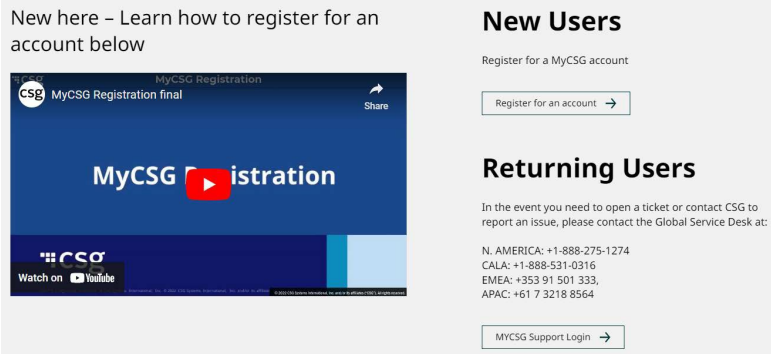 New here – Learn how to register for an
account below
csg
MyCSG Registration
csg
MyCSG Registration final
Share
MyCSG R istration
csg
Watch on YouTube
New Users
Register for a MyCSG account
Register for an account →
Returning Users
In the event you need to open a ticket or contact CSG to
report an issue, please contact the Global Service Desk at:
N. AMERICA: +1-888-275-1274
CALA: +1-888-531-0316
EMEA: +353 91 501 333,
APAC: +61 7 3218 8564
MYCSG Support Login →